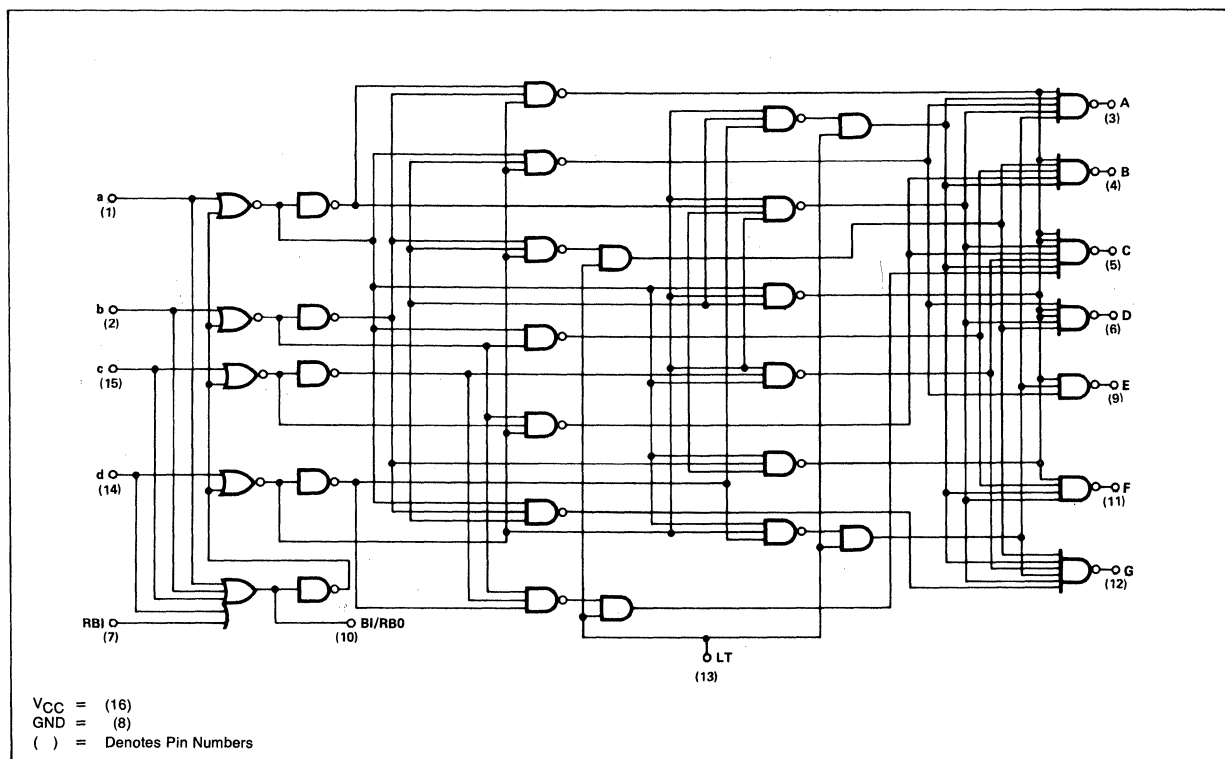 a
(1)
b
(2)
c
(15)
d
(14)
RBI
(7)
BI/RB0
(10)
LT
(13)
A
(3)
B
(4)
C
(5)
D
(6)
E
(9)
F
(11)
G
(12)
VCC = (16)
GND = (8)
( ) = Denotes Pin Numbers